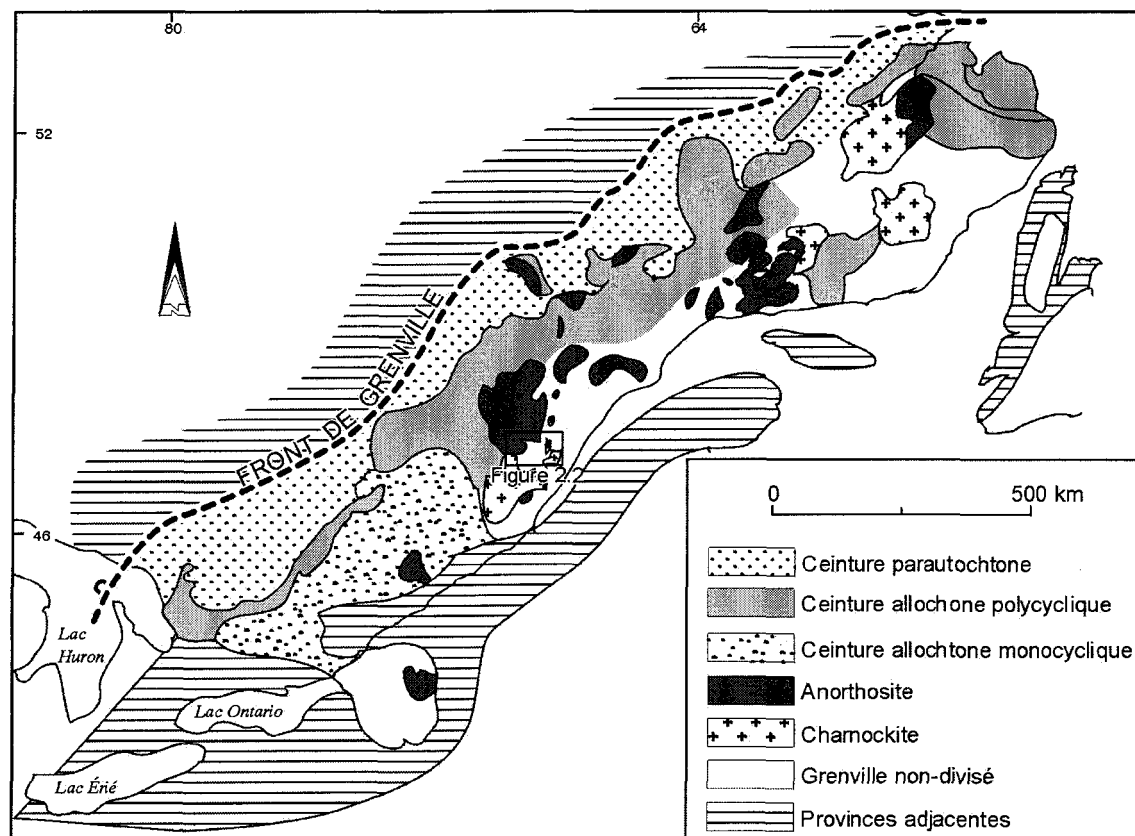 80
64
52
46
FRONT DE GRENVILLE
Figure 2.2
Lac
Huron
Lac Ontario
Lac Érié
0
500 km
Ceinture parautochtone
Ceinture allochone polycyclique
Ceinture allochtone monocyclique
Anorthosite
Charnockite
Grenville non-divisé
Provinces adjacentes